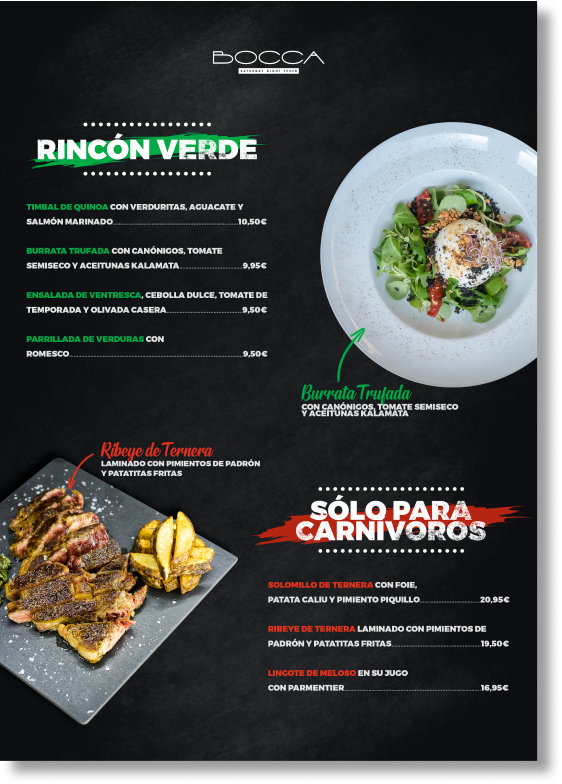 BOCCA
SATURDAY NIGHT FEVER
RINCÓN VERDE
TIMBAL DE QUINOA CON VERDURITAS, AGUACATE Y
SALMÓN MARINADO 10,50€
BURRATA TRUFADA CON CANÓNIGOS, TOMATE
SEMISECO Y ACEITUNAS KALAMATA 9,95€
ENSALADA DE VENTRESCA, CEBOLLA DULCE, TOMATE DE
TEMPORADA Y OLIVADA CASERA 9,50€
PARRILLADA DE VERDURAS CON
ROMESCO 9,50€
Burrata Trufada
CON CANÓNIGOS, TOMATE SEMISECO
Y ACEITUNAS KALAMATA
Ribeye de Ternera
LAMINADO CON PIMIENTOS DE PADRÓN
Y PATATITAS FRITAS
SÓLO PARA
CARNIVOROS
SOLOMILLO DE TERNERA CON FOIE,
PATATA CALIU Y PIMIENTO PIQUILLO 20,95€
RIBEYE DE TERNERA LAMINADO CON PIMIENTOS DE
PADRÓN Y PATATITAS FRITAS 19,50€
LINGOTE DE MELOSO EN SU JUGO
CON PARMENTIER 16,95€